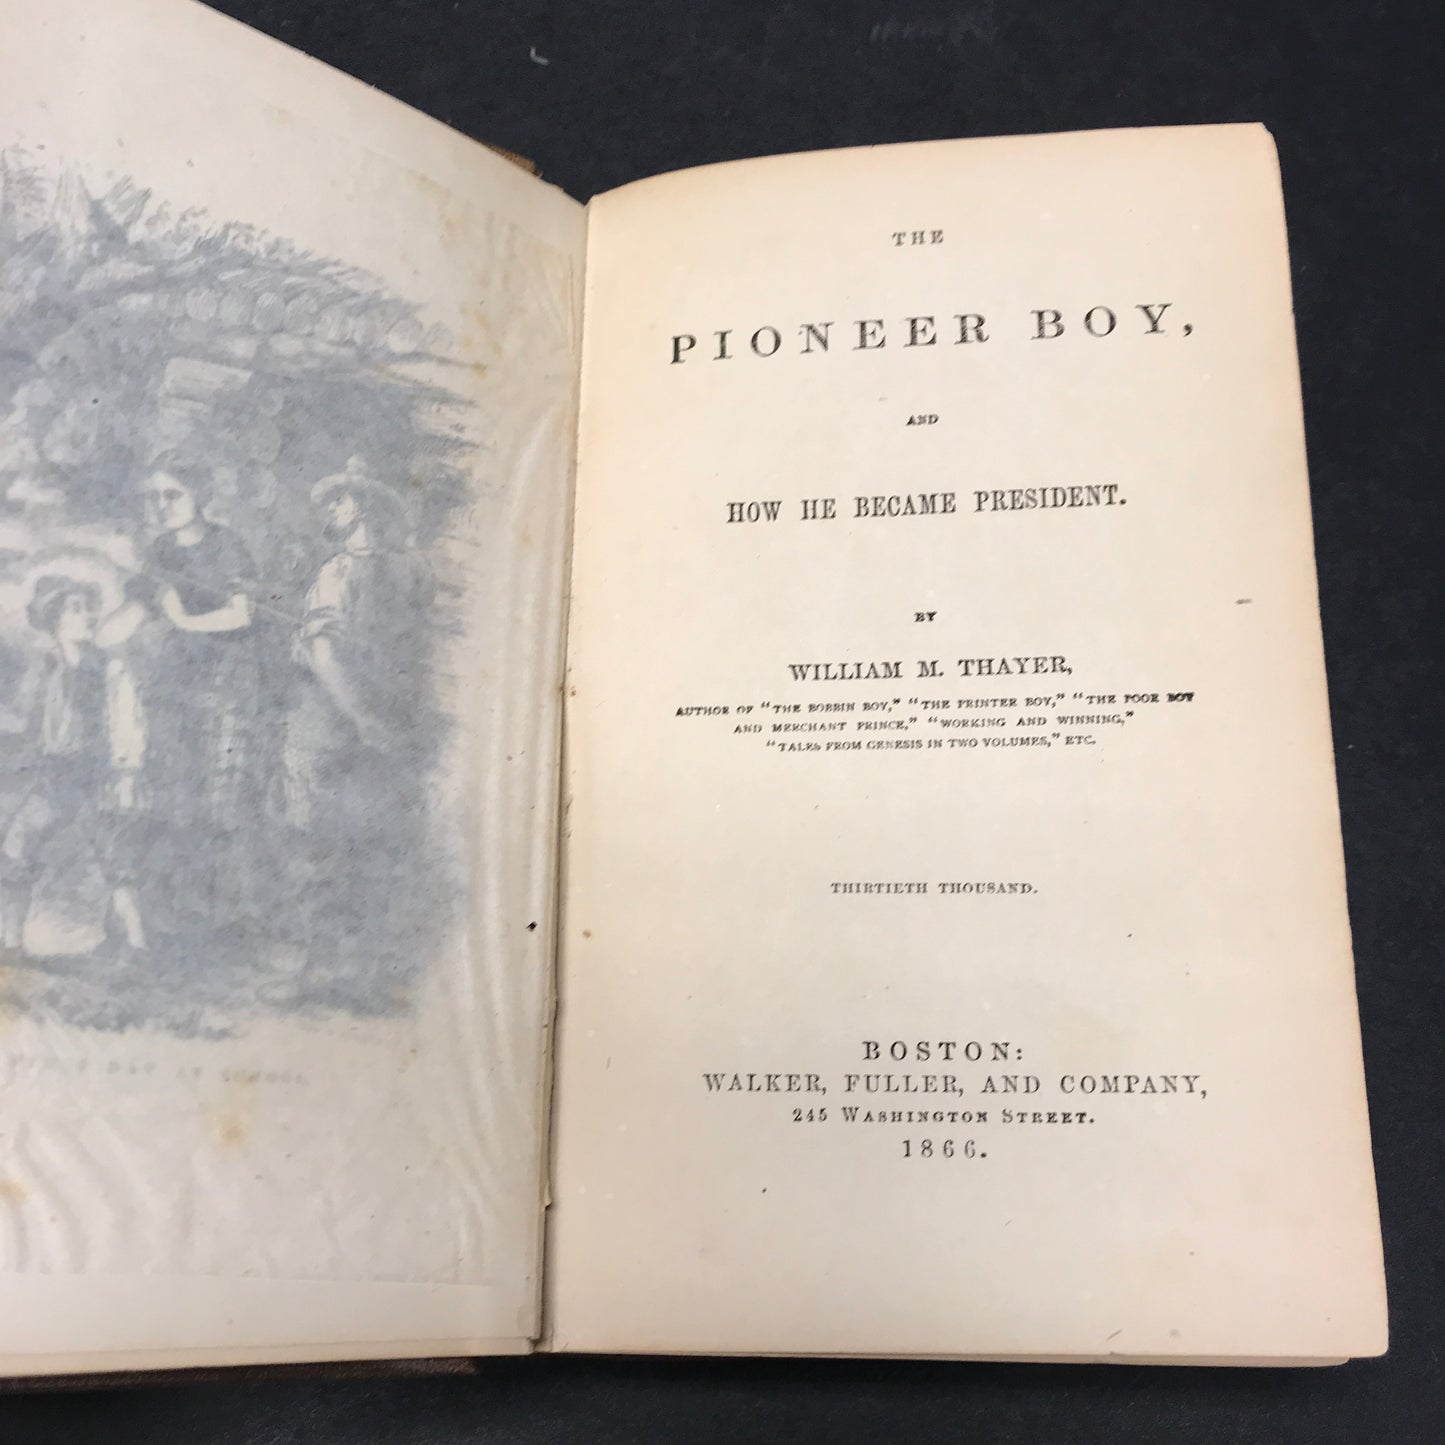 THE
PIONEER BOY,
AND
HOW HE BECAME PRESIDENT.
BY
WILLIAM M. THAYER,
AUTHOR OF "THE BOBBIN BOY," "THE PRINTER BOY," "THE POOR BOY
AND MERCHANT PRINCE," "WORKING AND WINNING,"
"TALES FROM GENESIS IN TWO VOLUMES," ETC.
THIRTIETH THOUSAND.
BOSTON:
WALKER, FULLER, AND COMPANY,
245 WASHINGTON STREET.
1866.